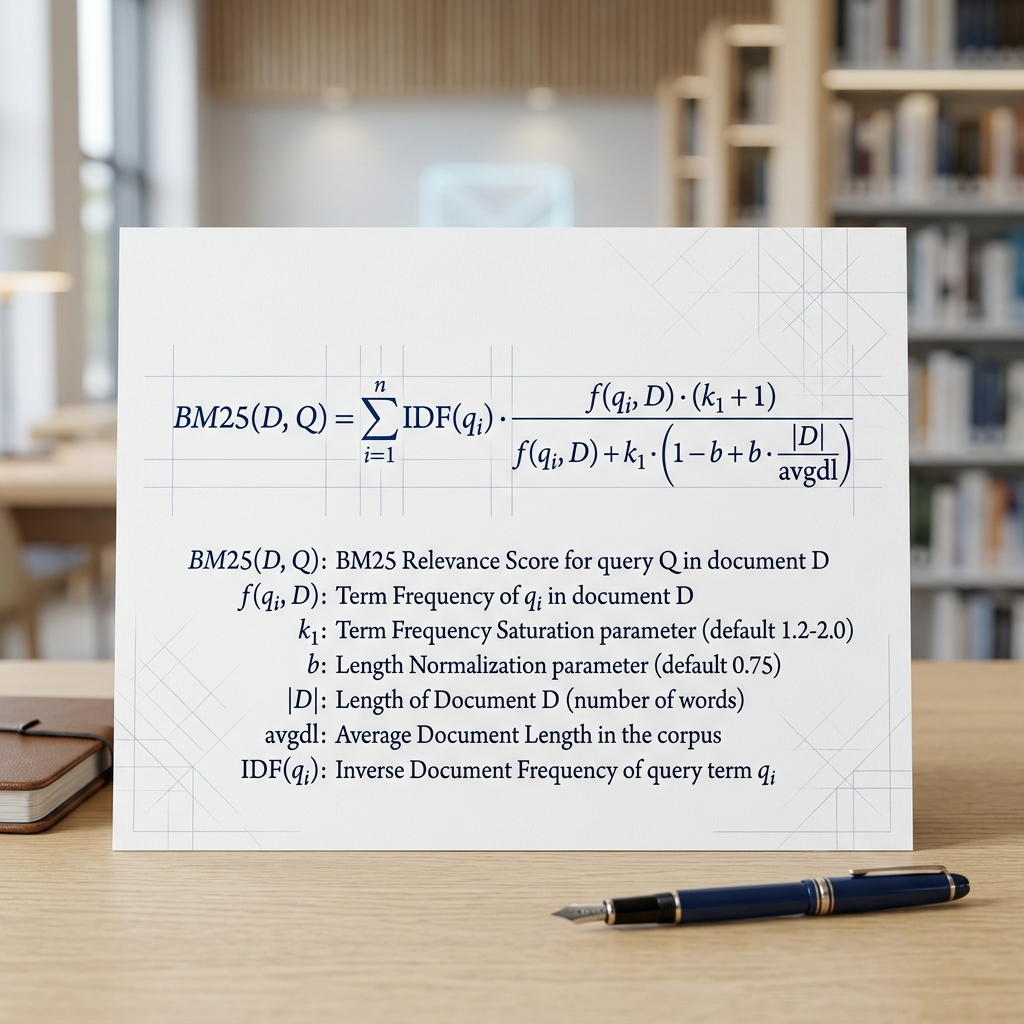 BM25(D, Q) = \sum_{i=1}^{n} IDF(q_i) · \frac{f(q_i, D) · (k_1 + 1)}{f(q_i, D) + k_1 · (1 − b + b · \frac{|D|}{avgdl})}
BM25(D, Q): BM25 Relevance Score for query Q in document D
f(q_i, D): Term Frequency of q_i in document D
k_1: Term Frequency Saturation parameter (default 1.2-2.0)
b: Length Normalization parameter (default 0.75)
|D|: Length of Document D (number of words)
avgdl: Average Document Length in the corpus
IDF(q_i): Inverse Document Frequency of query term q_i